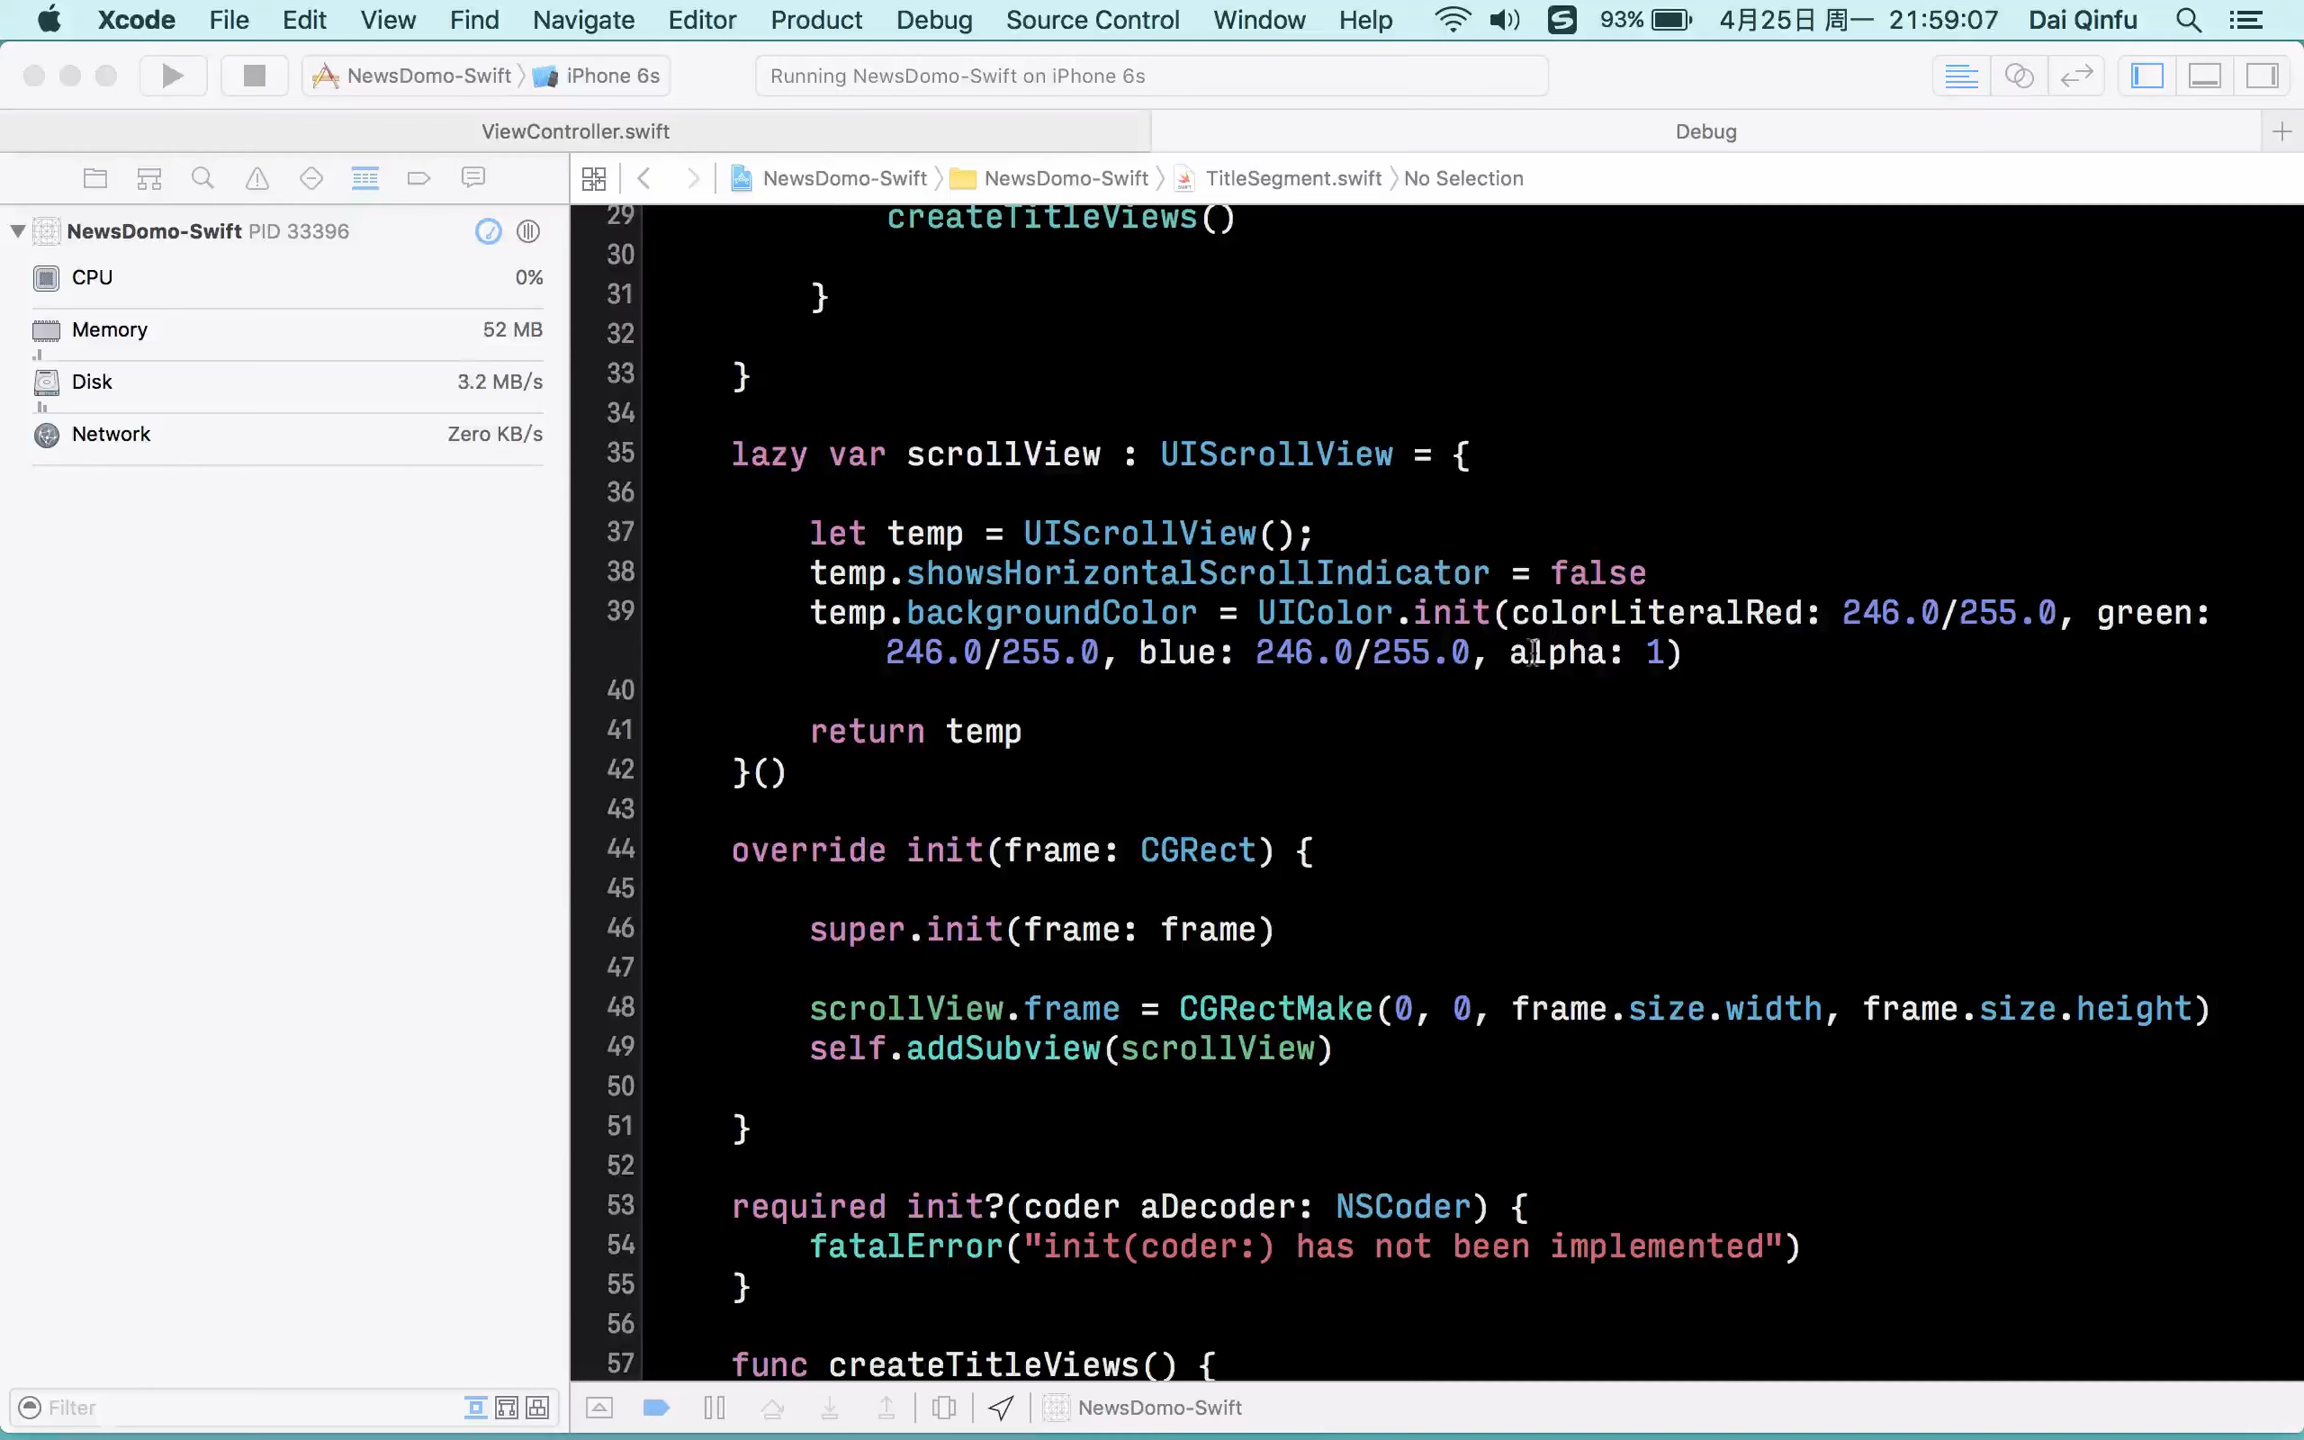 Xcode File Edit View Find Navigate Editor Product Debug Source Control Window Help 93% 4月25日 周一 21:59:07 Dai Qinfu
NewsDomo-Swift iPhone 6s Running NewsDomo-Swift on iPhone 6s
ViewController.swift Debug
NewsDomo-Swift NewsDomo-Swift TitleSegment.swift No Selection
NewsDomo-Swift PID 33396
CPU 0%
Memory 52 MB
Disk 3.2 MB/s
Network Zero KB/s
29 createTitleViews()
30
31 }
32
33 }
34
35 lazy var scrollView : UIScrollView = {
36
37 let temp = UIScrollView();
38 temp.showsHorizontalScrollIndicator = false
39 temp.backgroundColor = UIColor.init(colorLiteralRed: 246.0/255.0, green:
246.0/255.0, blue: 246.0/255.0, alpha: 1)
40
41 return temp
42 }()
43
44 override init(frame: CGRect) {
45
46 super.init(frame: frame)
47
48 scrollView.frame = CGRectMake(0, 0, frame.size.width, frame.size.height)
49 self.addSubview(scrollView)
50
51 }
52
53 required init?(coder aDecoder: NSCoder) {
54 fatalError("init(coder:) has not been implemented")
55 }
56
57 func createTitleViews() {
Filter NewsDomo-Swift